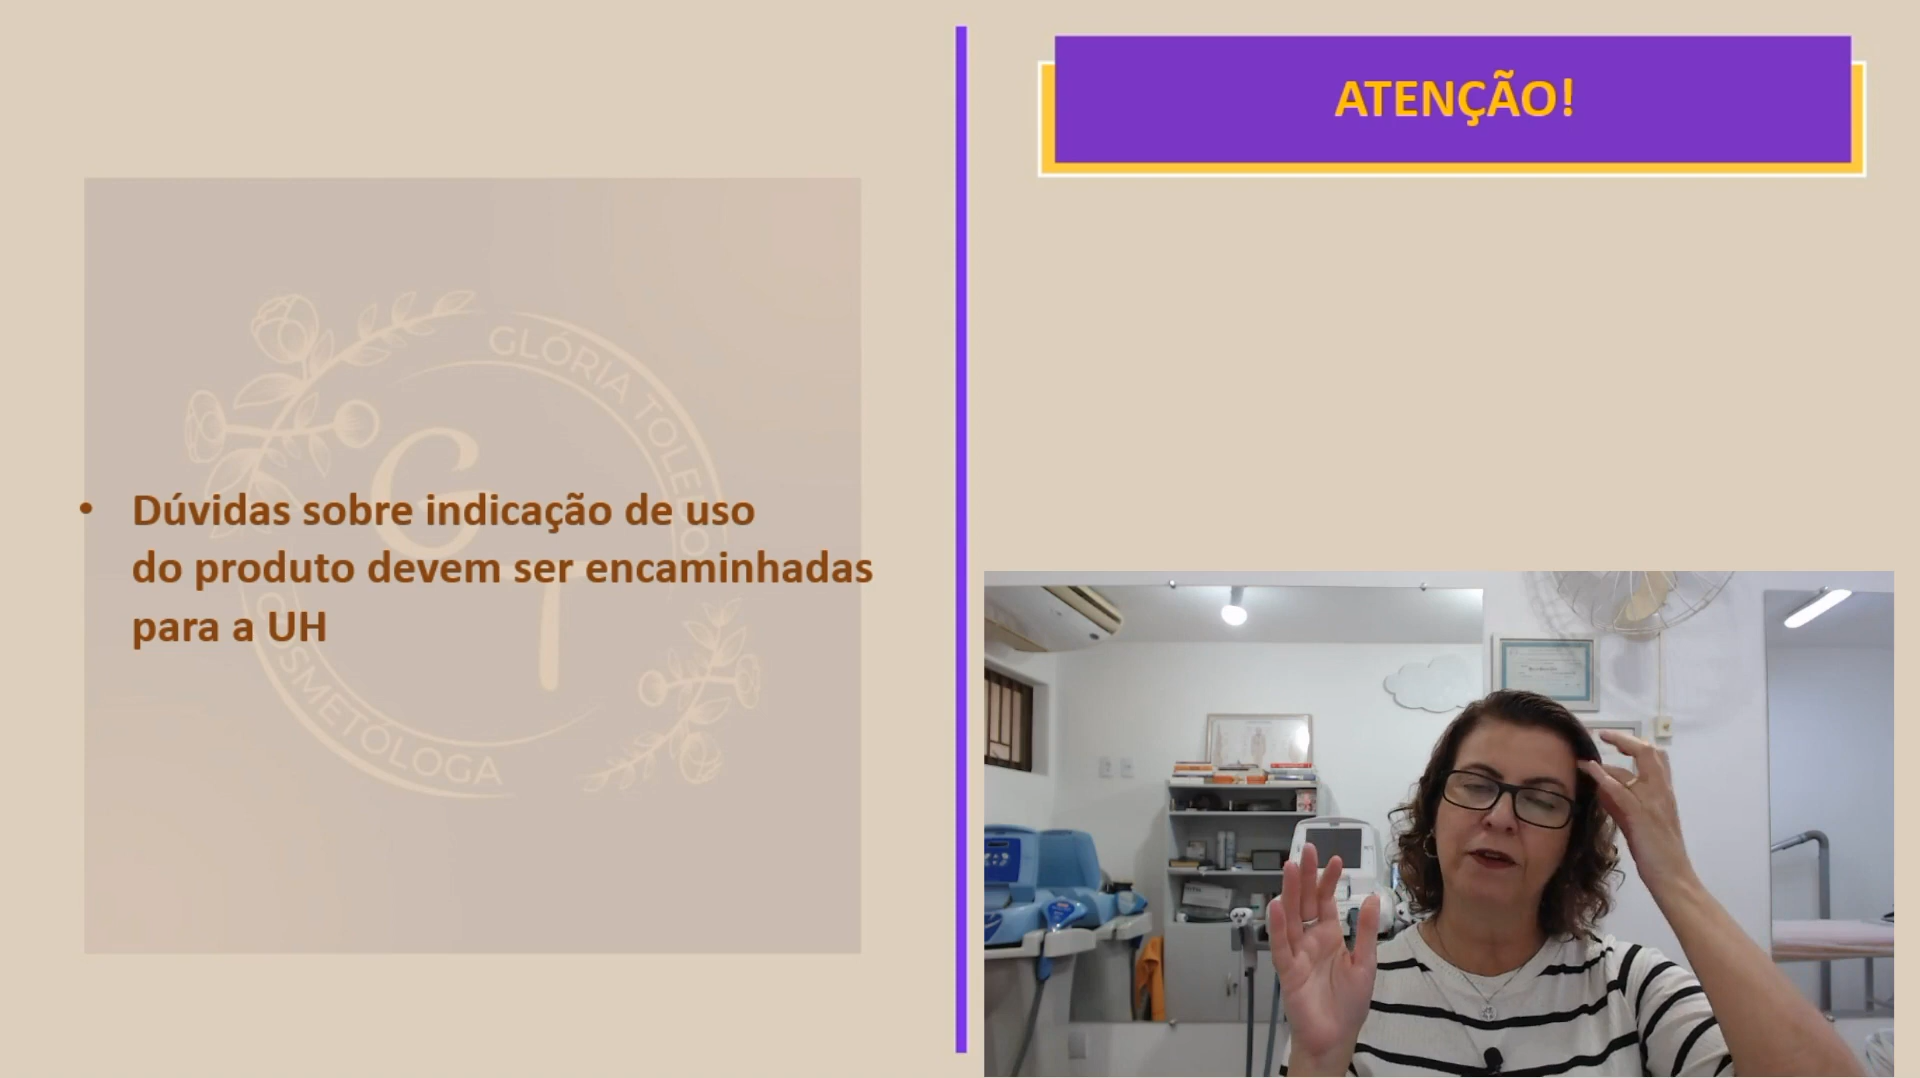 ATENÇÃO!
GLÓRIA TOLEDO
G
T
COSMETÓLOGA
• Dúvidas sobre indicação de uso
do produto devem ser encaminhadas
para a UH